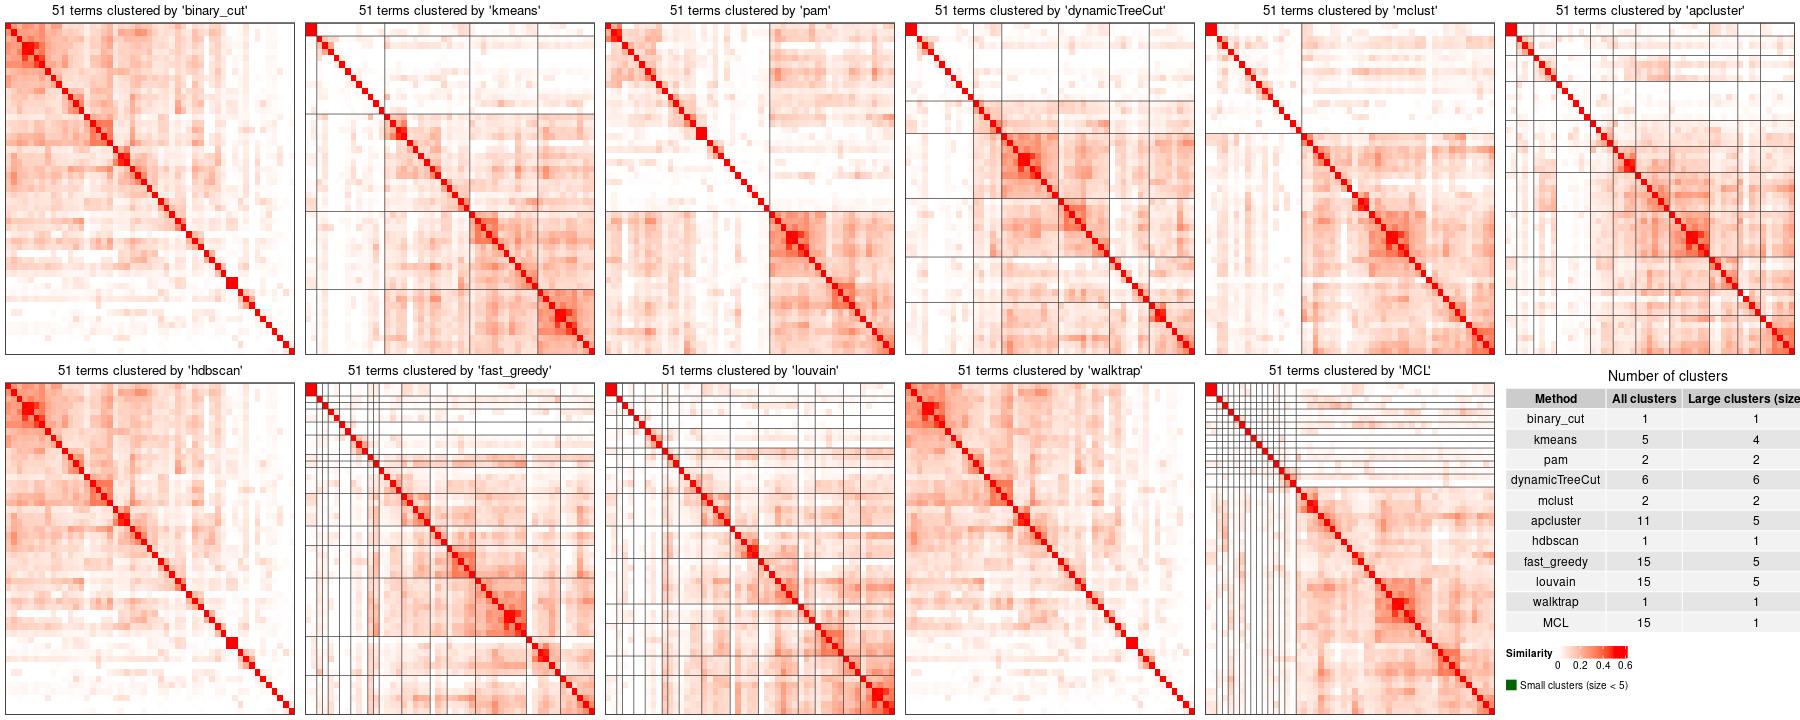 51 terms clustered by 'binary_cut'
51 terms clustered by 'kmeans'
51 terms clustered by 'pam'
51 terms clustered by 'dynamicTreeCut'
51 terms clustered by 'mclust'
51 terms clustered by 'apcluster'
51 terms clustered by 'hdbscan'
51 terms clustered by 'fast_greedy'
51 terms clustered by 'louvain'
51 terms clustered by 'walktrap'
51 terms clustered by 'MCL'
Number of clusters
Method All clusters Large clusters (size
binary_cut 1 1
kmeans 5 4
pam 2 2
dynamicTreeCut 6 6
mclust 2 2
apcluster 11 5
hdbscan 1 1
fast_greedy 15 5
louvain 15 5
walktrap 1 1
MCL 15 1
Similarity
0 0.2 0.4 0.6
Small clusters (size < 5)